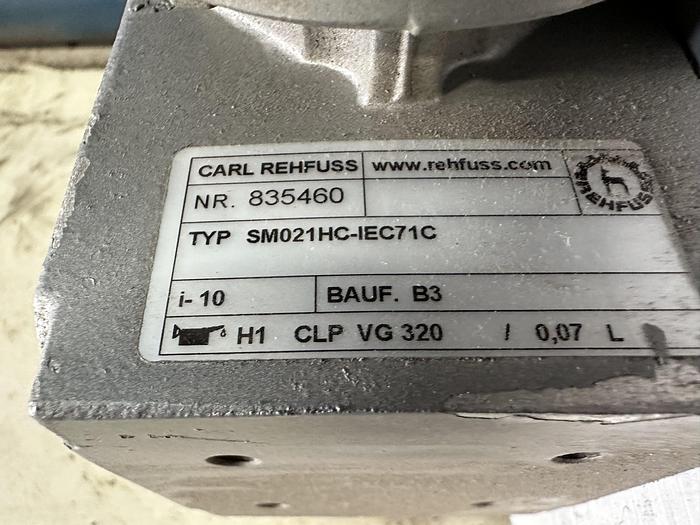 CARL REHFUSS www.rehfuss.com
REHFUSS
NR. 835460
TYP SM021HC-IEC71C
i- 10 BAUF. B3
H1 CLP VG 320 / 0,07 L